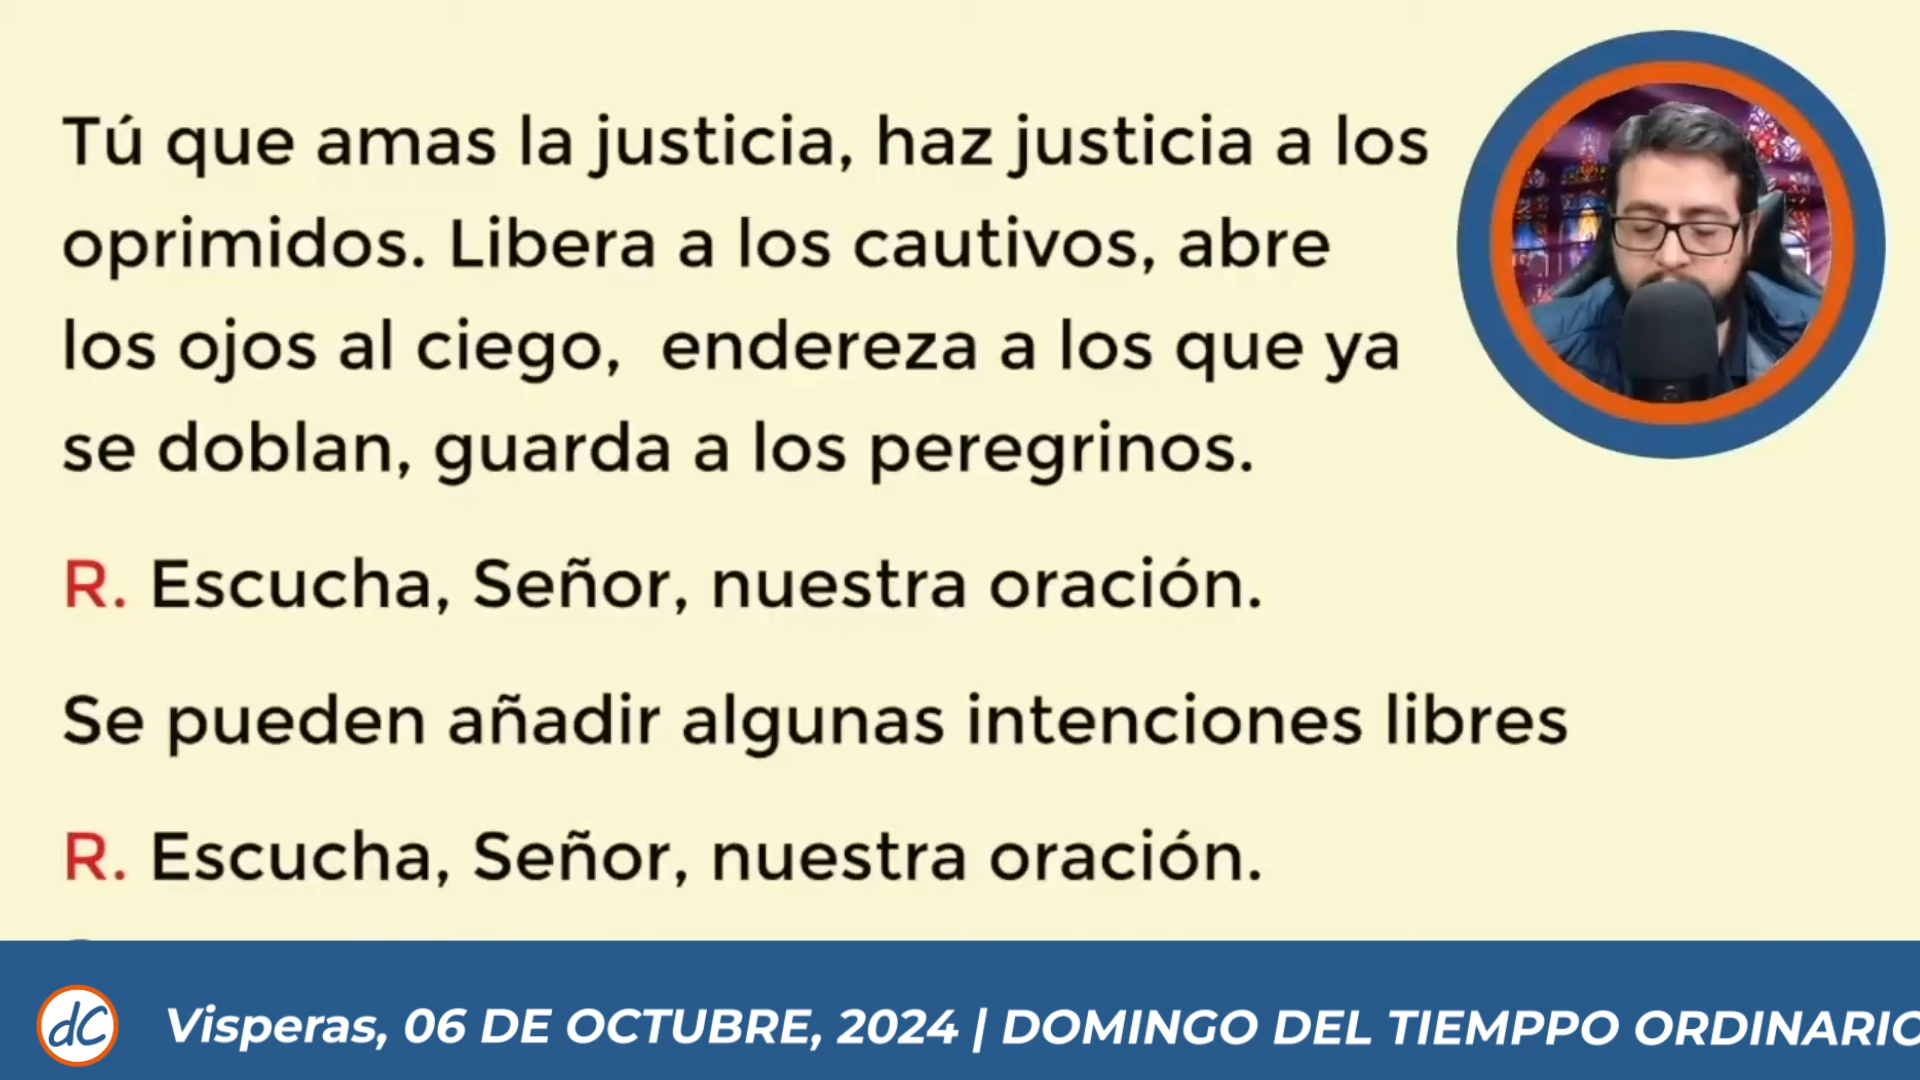 Tú que amas la justicia, haz justicia a los
oprimidos. Libera a los cautivos, abre
los ojos al ciego, endereza a los que ya
se doblan, guarda a los peregrinos.
R. Escucha, Señor, nuestra oración.
Se pueden añadir algunas intenciones libres
R. Escucha, Señor, nuestra oración.
dC
Visperas, 06 DE OCTUBRE, 2024 | DOMINGO DEL TIEMPPO ORDINARIO